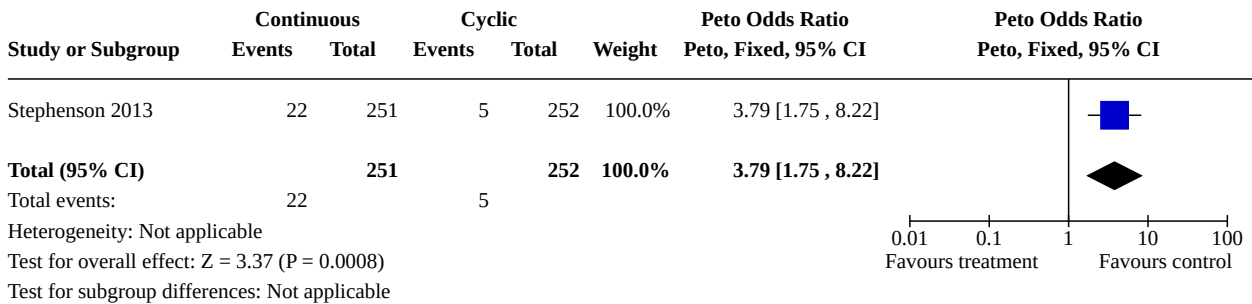 Continuous Cyclic Peto Odds Ratio Peto Odds Ratio
Study or Subgroup Events Total Events Total Weight Peto, Fixed, 95% CI Peto, Fixed, 95% CI
Stephenson 2013 22 251 5 252 100.0% 3.79 [1.75 , 8.22]
Total (95% CI) 251 252 100.0% 3.79 [1.75 , 8.22]
Total events: 22 5
Heterogeneity: Not applicable 0.01 0.1 1 10 100
Test for overall effect: Z = 3.37 (P = 0.0008) Favours treatment Favours control
Test for subgroup differences: Not applicable